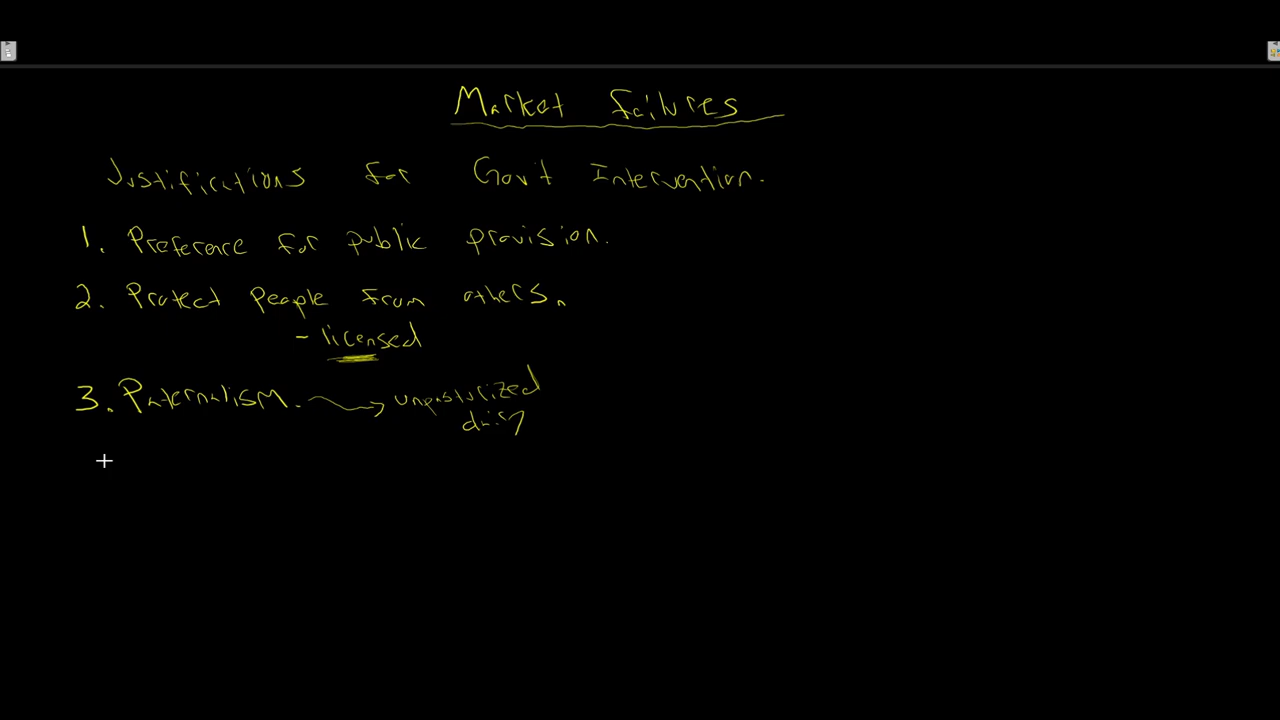 Market Failures
Justifications for Gov't Intervention.
1. Preference for public provision.
2. Protect People from others.
- licensed
3. Paternalism. → unpasturized